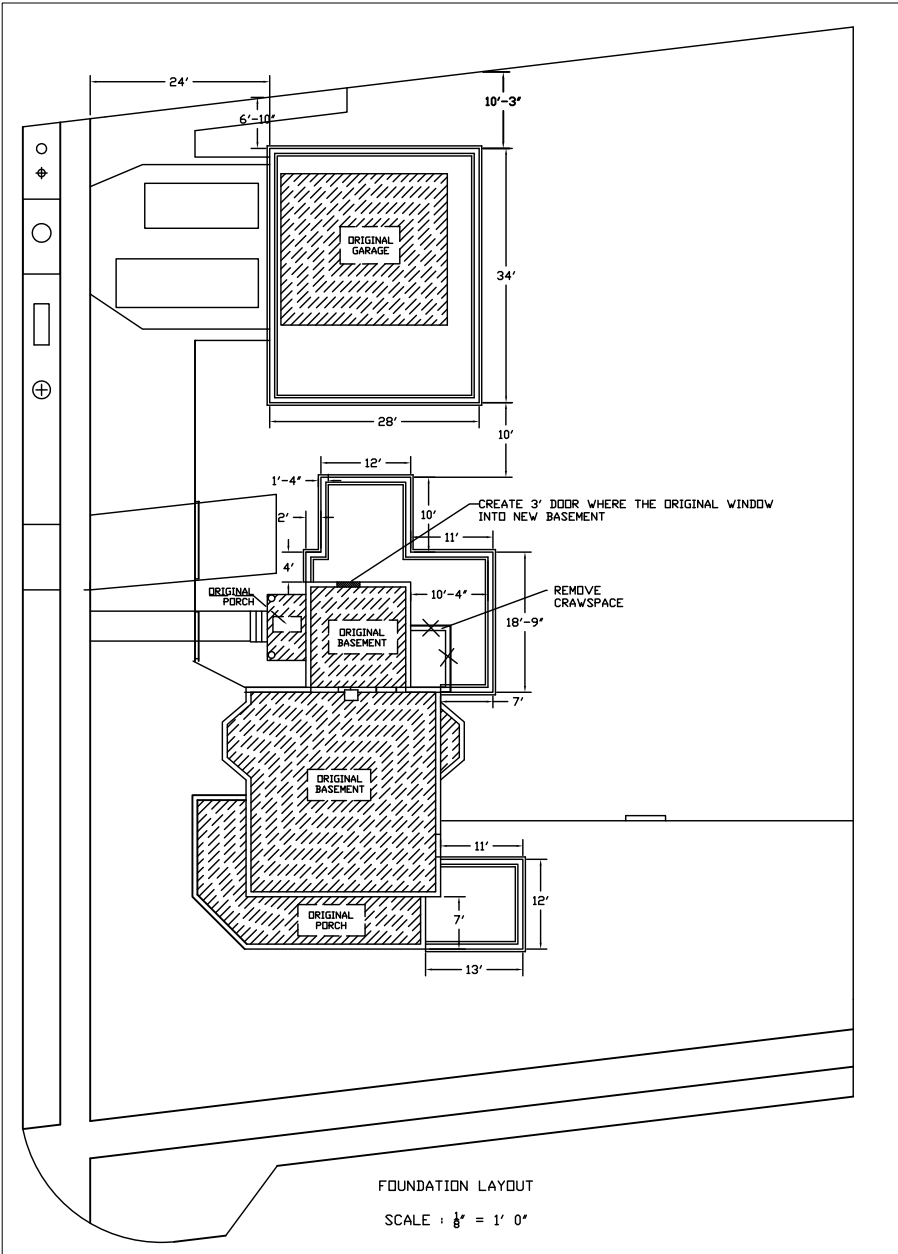 24′
10′-3″
6′-10″
ORIGINAL
GARAGE
34′
28′
10′
12′
1′-4″
CREATE 3′ DOOR WHERE THE ORIGINAL WINDOW
INTO NEW BASEMENT
2′
10′
11′
4′
ORIGINAL
PORCH
10′-4″
REMOVE
CRAWSPACE
18′-9″
ORIGINAL
BASEMENT
7′
ORIGINAL
BASEMENT
11′
12′
7′
ORIGINAL
PORCH
13′
FOUNDATION LAYOUT
SCALE : 1/8″ = 1′ 0″